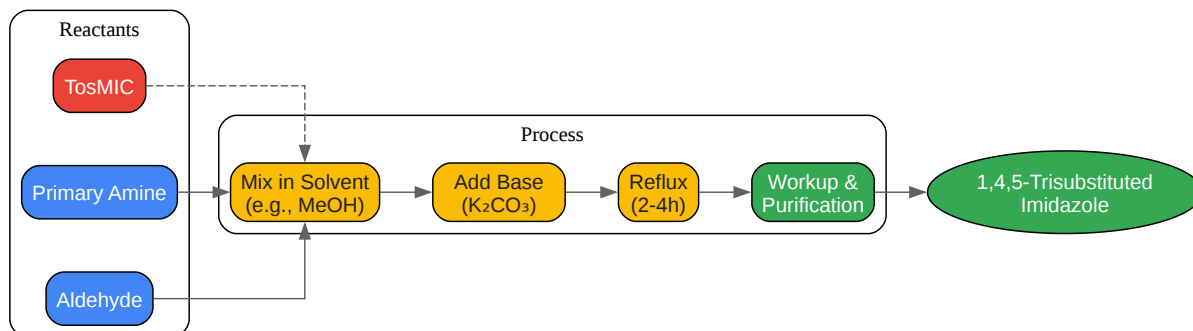 Reactants
TosMIC
Primary Amine
Aldehyde
Process
Mix in Solvent
(e.g., MeOH)
Add Base
(K₂CO₃)
Reflux
(2-4h)
Workup &
Purification
1,4,5-Trisubstituted
Imidazole